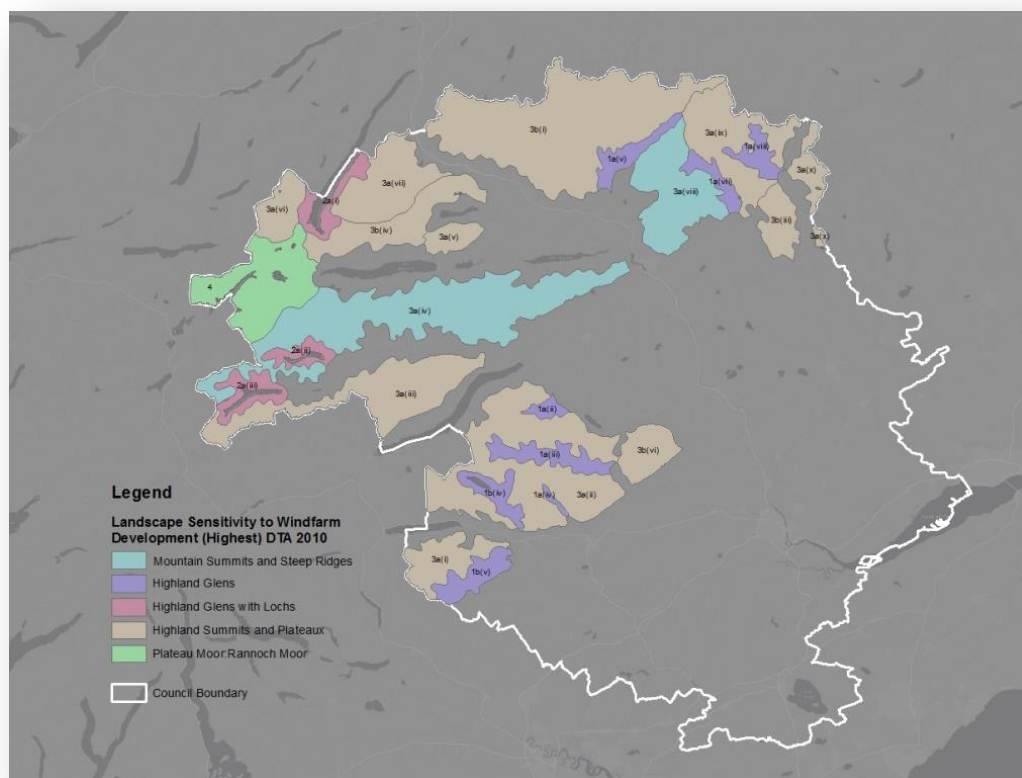 3b(i)
3a(ix)
1a(viii)
1a(v)
3a(x)
3a(vii)
3a(viii)
1a(vii)
2a(i)
3a(vi)
3b(iii)
3b(iv)
3a(v)
3a(x)
4
3a(iv)
2a(ii)
2a(iii)
3a(iii)
1a(ii)
3b(vi)
1a(iii)
1b(iv)
1a(iv)
3a(ii)
3a(i)
1b(v)
Legend
Landscape Sensitivity to Windfarm
Development (Highest) DTA 2010
Mountain Summits and Steep Ridges
Highland Glens
Highland Glens with Lochs
Highland Summits and Plateaux
Plateau Moor:Rannoch Moor
Council Boundary